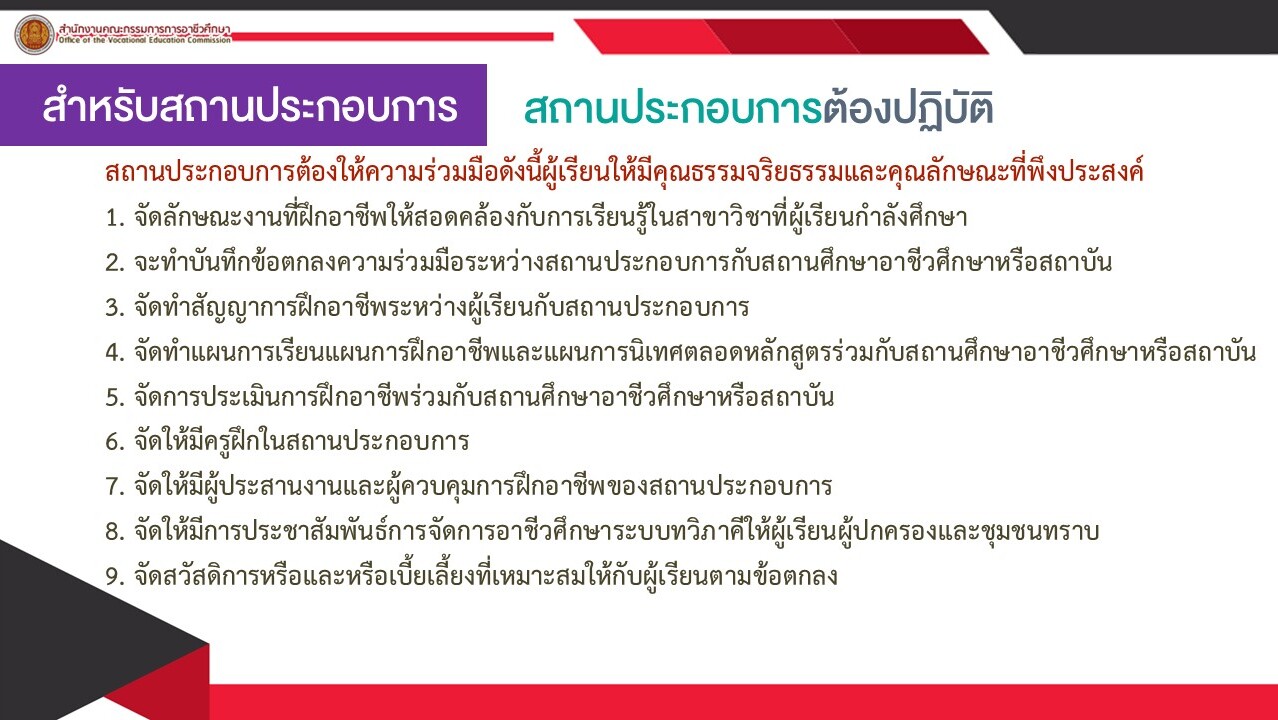 สำนักงานคณะกรรมการการอาชีวศึกษา
Office of the Vocational Education Commission
สำหรับสถานประกอบการ
สถานประกอบการต้องปฏิบัติ
สถานประกอบการต้องให้ความร่วมมือดังนี้ผู้เรียนให้มีคุณธรรมจริยธรรมและคุณลักษณะที่พึงประสงค์
1. จัดลักษณะงานที่ฝึกอาชีพให้สอดคล้องกับการเรียนรู้ในสาขาวิชาที่ผู้เรียนกำลังศึกษา
2. จะทำบันทึกข้อตกลงความร่วมมือระหว่างสถานประกอบการกับสถานศึกษาอาชีวศึกษาหรือสถาบัน
3. จัดทำสัญญาการฝึกอาชีพระหว่างผู้เรียนกับสถานประกอบการ
4. จัดทำแผนการเรียนแผนการฝึกอาชีพและแผนการนิเทศตลอดหลักสูตรร่วมกับสถานศึกษาอาชีวศึกษาหรือสถาบัน
5. จัดการประเมินการฝึกอาชีพร่วมกับสถานศึกษาอาชีวศึกษาหรือสถาบัน
6. จัดให้มีครูฝึกในสถานประกอบการ
7. จัดให้มีผู้ประสานงานและผู้ควบคุมการฝึกอาชีพของสถานประกอบการ
8. จัดให้มีการประชาสัมพันธ์การจัดการอาชีวศึกษาระบบทวิภาคีให้ผู้เรียนผู้ปกครองและชุมชนทราบ
9. จัดสวัสดิการหรือและหรือเบี้ยเลี้ยงที่เหมาะสมให้กับผู้เรียนตามข้อตกลง